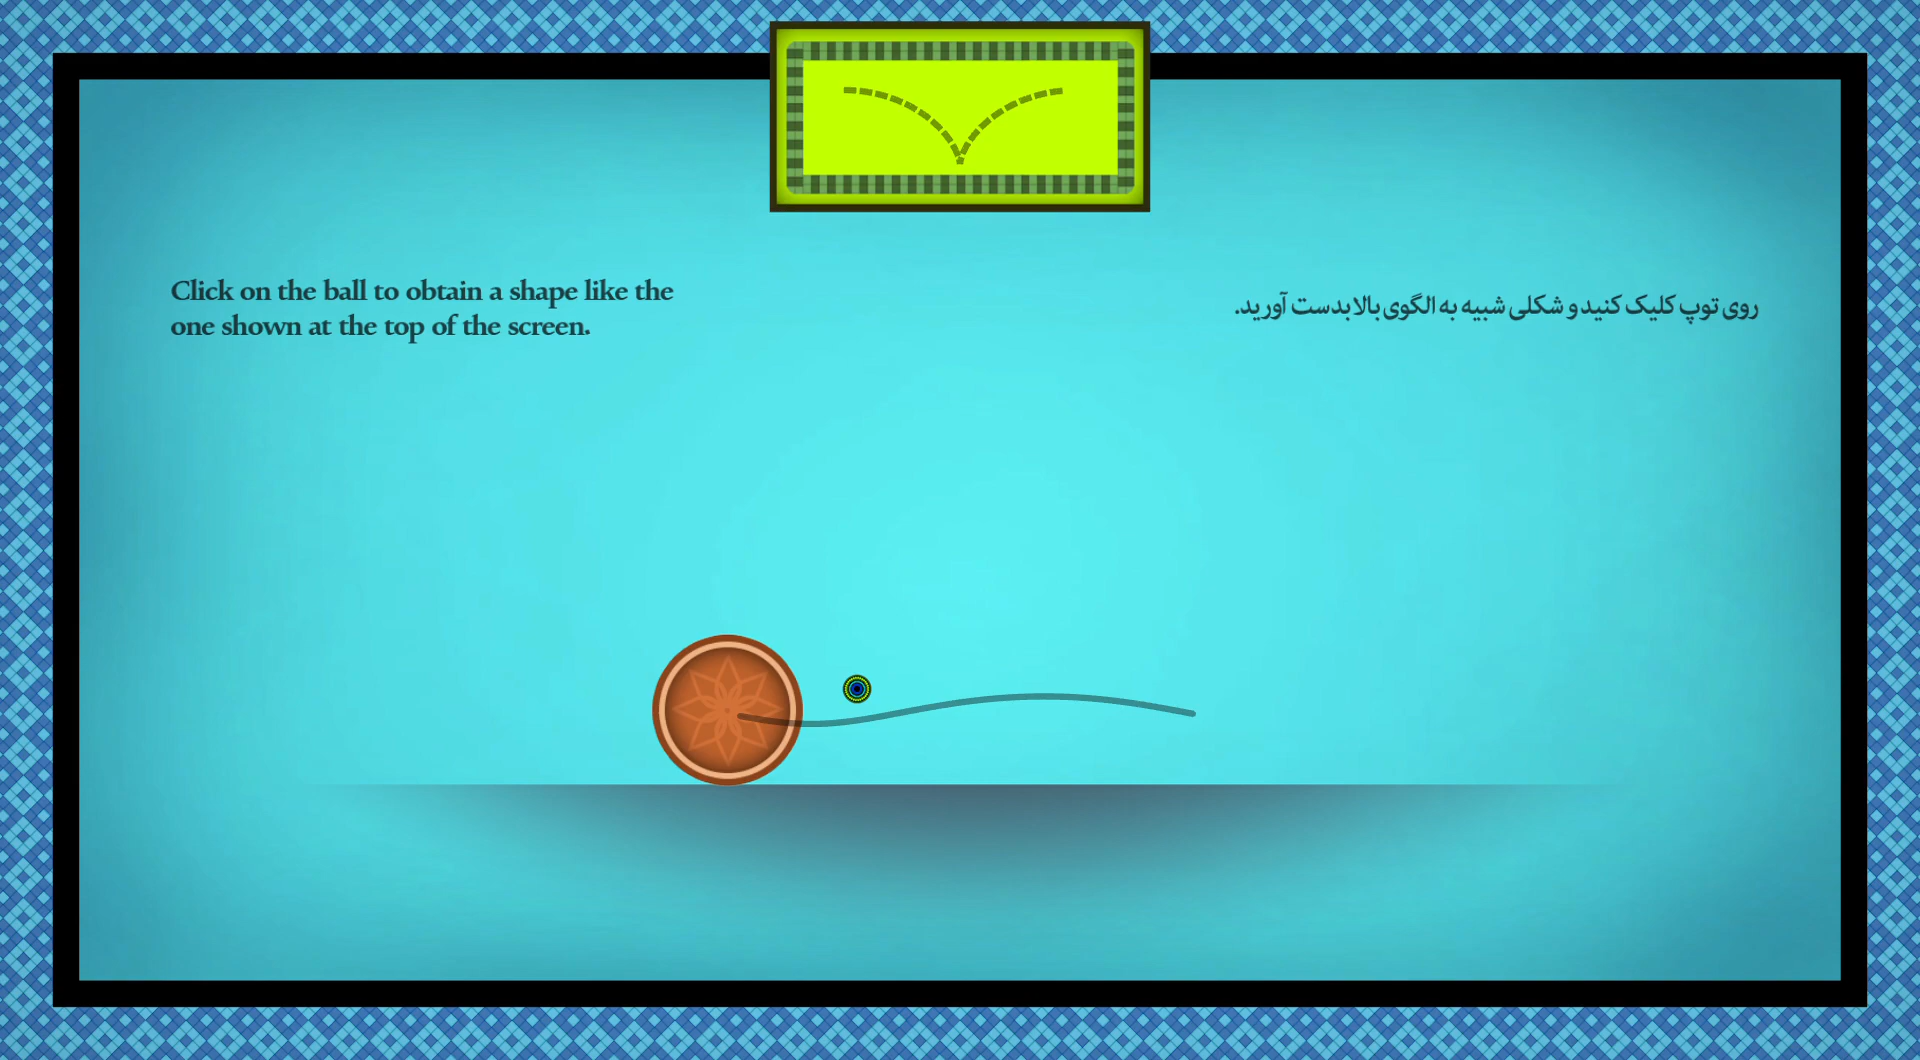 Click on the ball to obtain a shape like the
one shown at the top of the screen.
روی توپ کلیک کنید و شکلی شبیه به الگوی بالا بدست آورید.